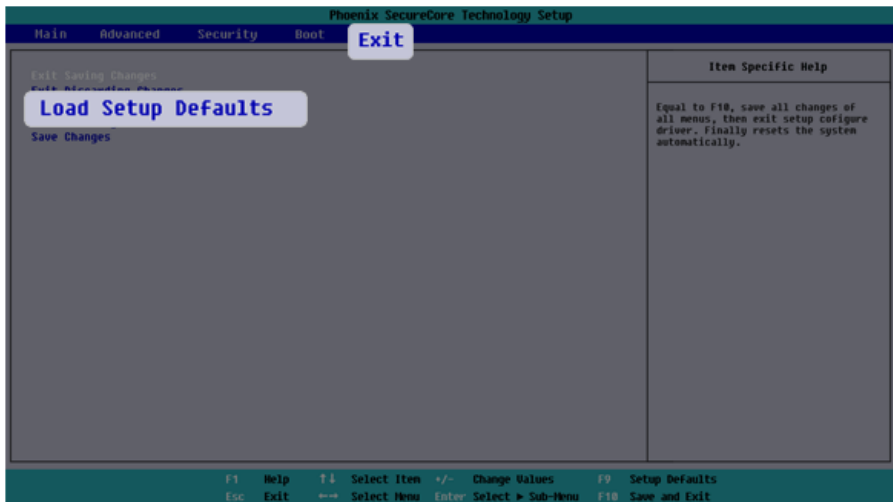 Phoenix SecureCore Technology Setup
Main Advanced Security Boot Exit
Exit Saving Changes
Exit Discarding Changes
Load Setup Defaults
Save Changes
Item Specific Help
Equal to F10, save all changes of
all menus, then exit setup cofigure
driver. Finally resets the system
automatically.
F1 Help ↑↓ Select Item +/- Change Values F9 Setup Defaults
Esc Exit ←→ Select Menu Enter Select ▶ Sub-Menu F10 Save and Exit